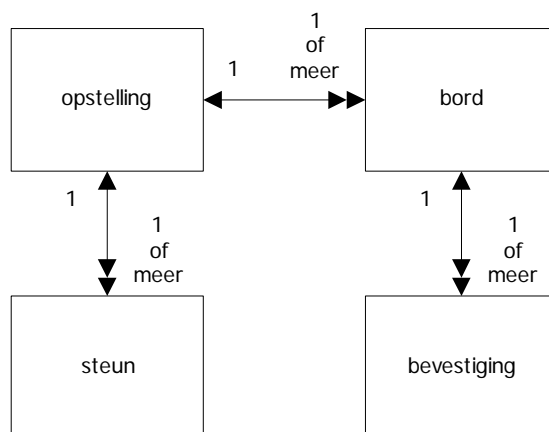 1
of
meer
1
opstelling
bord
1
1
of
meer
1
1
of
meer
steun
bevestiging